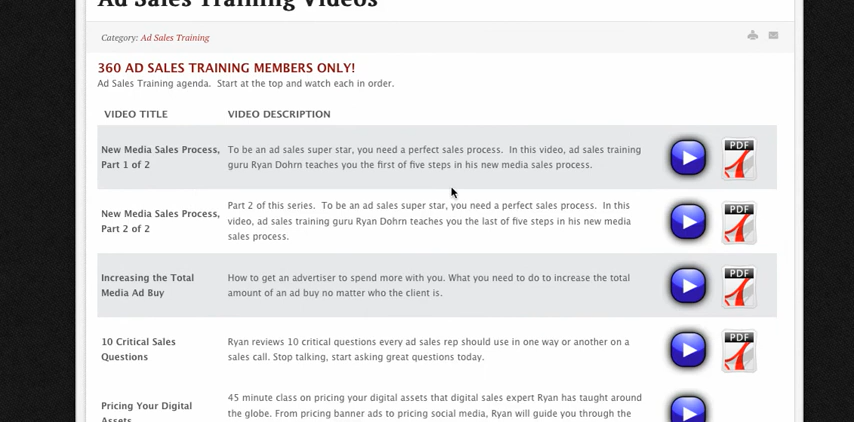 Ad Sales Training Videos
Category: Ad Sales Training
360 AD SALES TRAINING MEMBERS ONLY!
Ad Sales Training agenda.  Start at the top and watch each in order.
VIDEO TITLE VIDEO DESCRIPTION
New Media Sales Process,
Part 1 of 2
To be an ad sales super star, you need a perfect sales process.  In this video, ad sales training
guru Ryan Dohrn teaches you the first of five steps in his new media sales process.
PDF
New Media Sales Process,
Part 2 of 2
Part 2 of this series.  To be an ad sales super star, you need a perfect sales process.  In this
video, ad sales training guru Ryan Dohrn teaches you the last of five steps in his new media
sales process.
PDF
Increasing the Total
Media Ad Buy
How to get an advertiser to spend more with you. What you need to do to increase the total
amount of an ad buy no matter who the client is.
PDF
10 Critical Sales
Questions
Ryan reviews 10 critical questions every ad sales rep should use in one way or another on a
sales call. Stop talking, start asking great questions today.
PDF
Pricing Your Digital
Assets
45 minute class on pricing your digital assets that digital sales expert Ryan has taught around
the globe. From pricing banner ads to pricing social media, Ryan will guide you through the